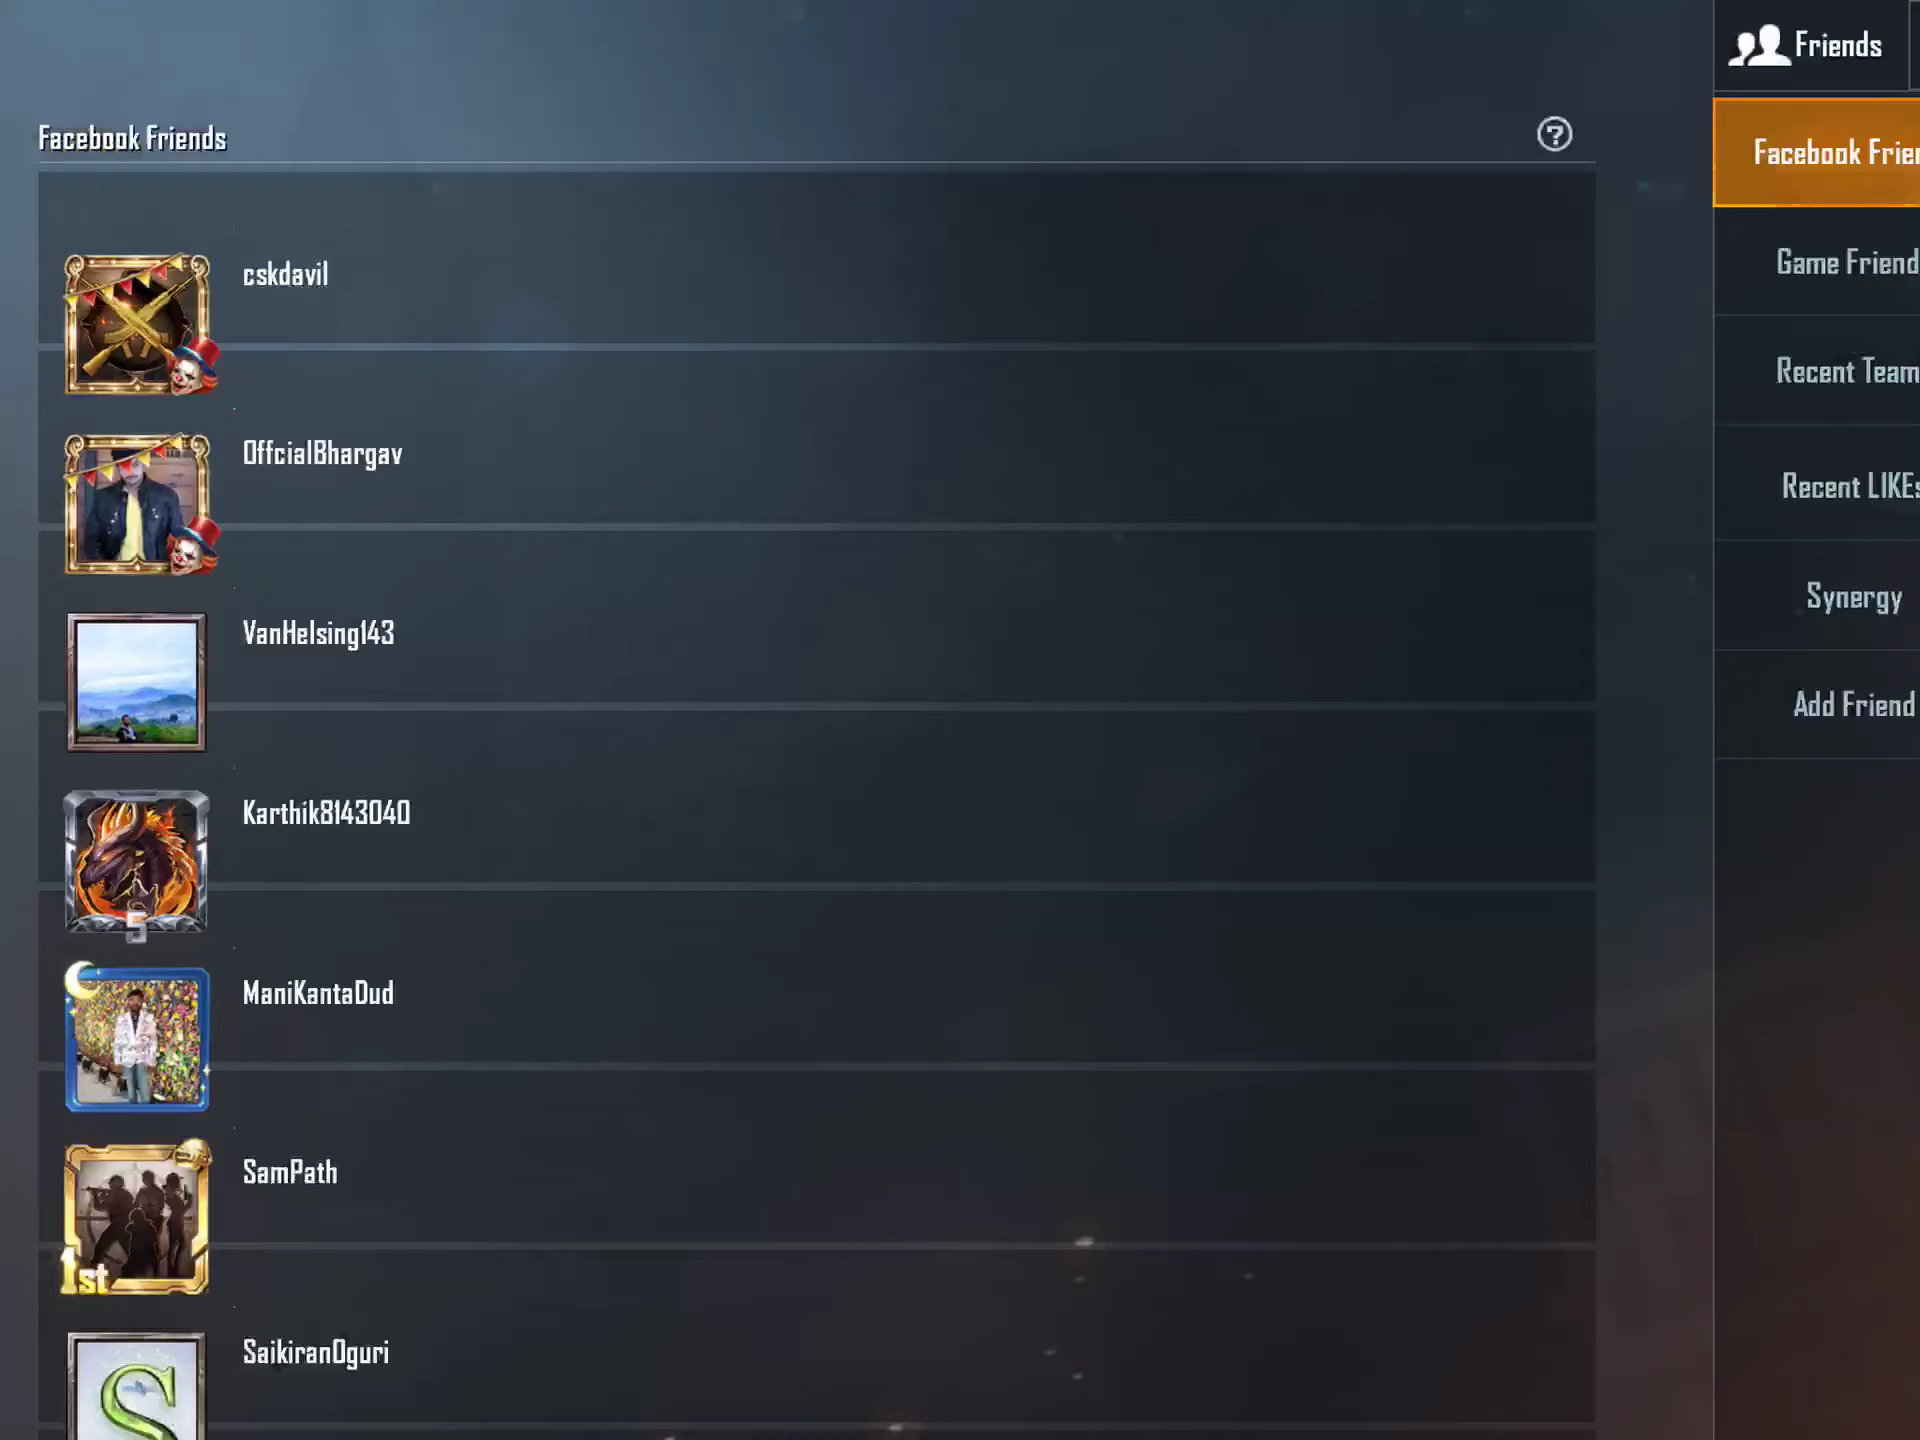 Friends
Facebook Friends
Facebook Frien
cskdavil
Game Friend
Recent Team
OffcialBhargav
Recent LIKEs
Synergy
VanHelsing143
Add Friend
Karthik8143040
5
ManiKantaDud
SamPath
1st
SaikiranOguri
S